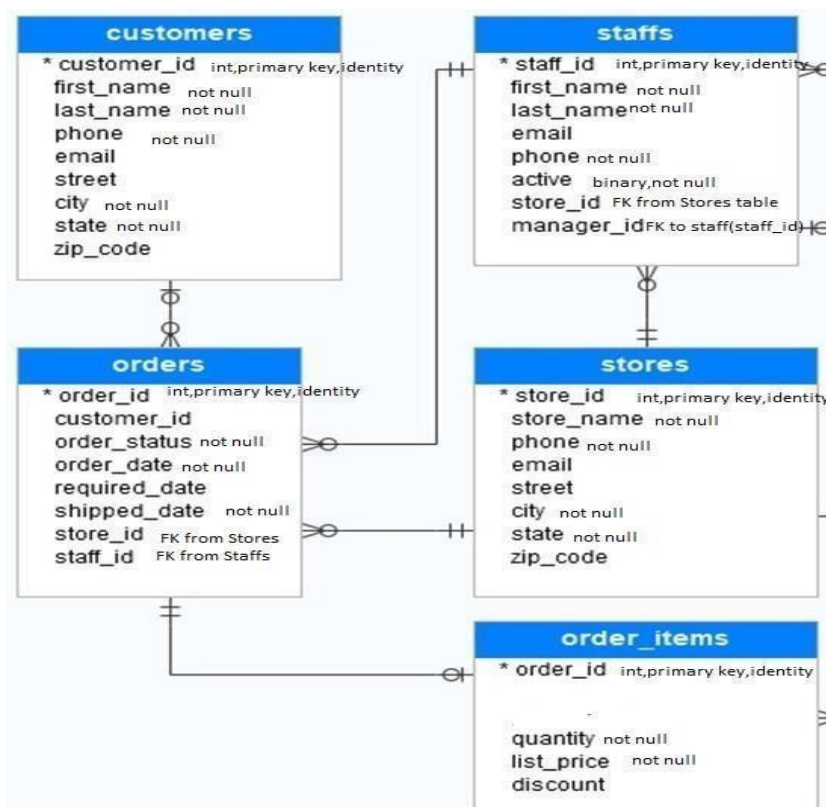 customers
* customer_id int,primary key,identity
first_name not null
last_name not null
phone not null
email
street
city not null
state not null
zip_code
staffs
* staff_id int,primary key,identity
first_name not null
last_name not null
email
phone not null
active binary,not null
store_id FK from Stores table
manager_id FK to staff(staff_id)
orders
* order_id int,primary key,identity
customer_id
order_status not null
order_date not null
required_date
shipped_date not null
store_id FK from Stores
staff_id FK from Staffs
stores
* store_id int,primary key,identity
store_name not null
phone not null
email
street
city not null
state not null
zip_code
order_items
* order_id int,primary key,identity
quantity not null
list_price not null
discount